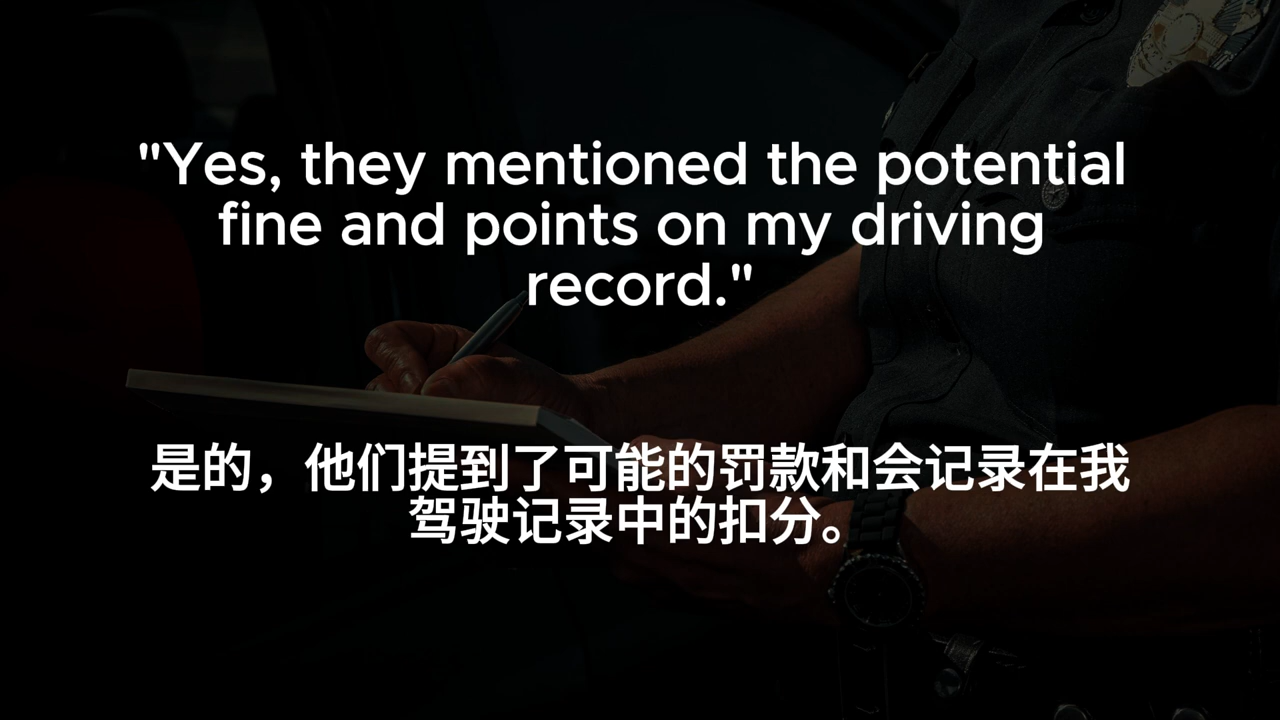 "Yes, they mentioned the potential
fine and points on my driving
record."
是的，他们提到了可能的罚款和会记录在我
驾驶记录中的扣分。